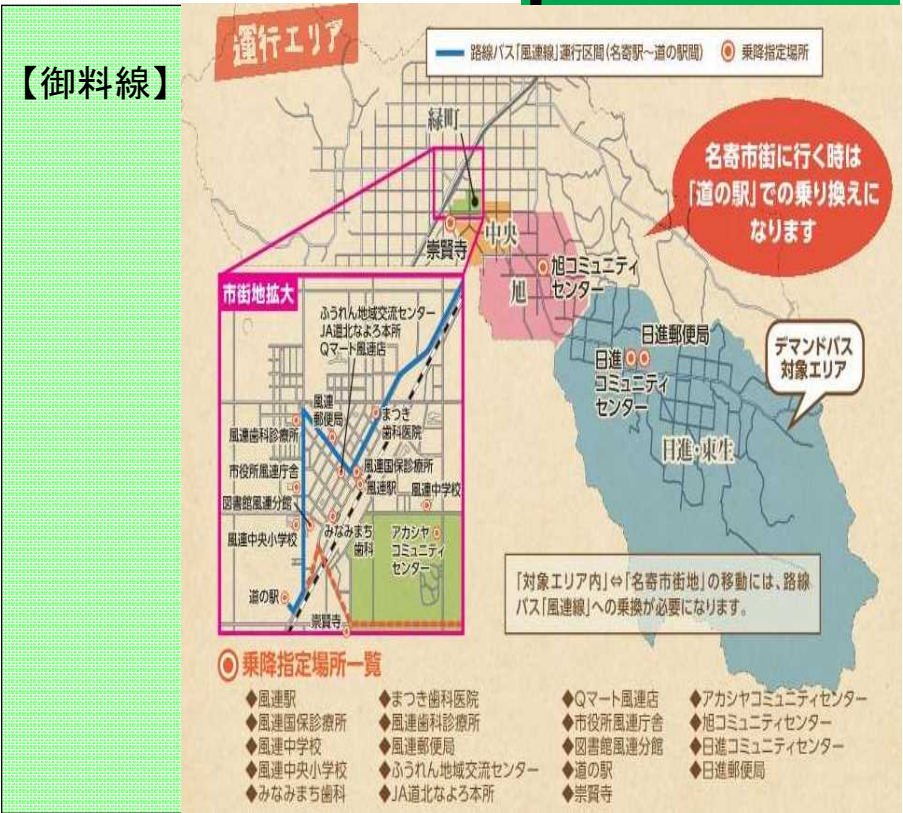 【御料線】
運行エリア
路線バス「風連線」運行区間(名寄駅～道の駅間)
乗降指定場所
緑町
名寄市街に行く時は
「道の駅」での乗り換えに
なります
崇賢寺
中央
旭
旭コミュニティ
センター
日進郵便局
日進
コミュニティ
センター
デマンドバス
対象エリア
日進・東生
市街地拡大
ふうれん地域交流センター
JA道北なよろ本所
Qマート風連店
風連
郵便局
まつき
歯科医院
風連歯科診療所
風連国保診療所
市役所風連庁舎
風連駅
風連中学校
図書館風連分館
みなみまち
歯科
アカシヤ
コミュニティ
センター
風連中央小学校
道の駅
崇賢寺
「対象エリア内」⇔「名寄市街地」の移動には、路線
バス「風連線」への乗換が必要になります。
乗降指定場所一覧
◆風連駅
◆風連国保診療所
◆風連中学校
◆風連中央小学校
◆みなみまち歯科
◆まつき歯科医院
◆風連歯科診療所
◆風連郵便局
◆ふうれん地域交流センター
◆JA道北なよろ本所
◆Qマート風連店
◆市役所風連庁舎
◆図書館風連分館
◆道の駅
◆崇賢寺
◆アカシヤコミュニティセンター
◆旭コミュニティセンター
◆日進コミュニティセンター
◆日進郵便局